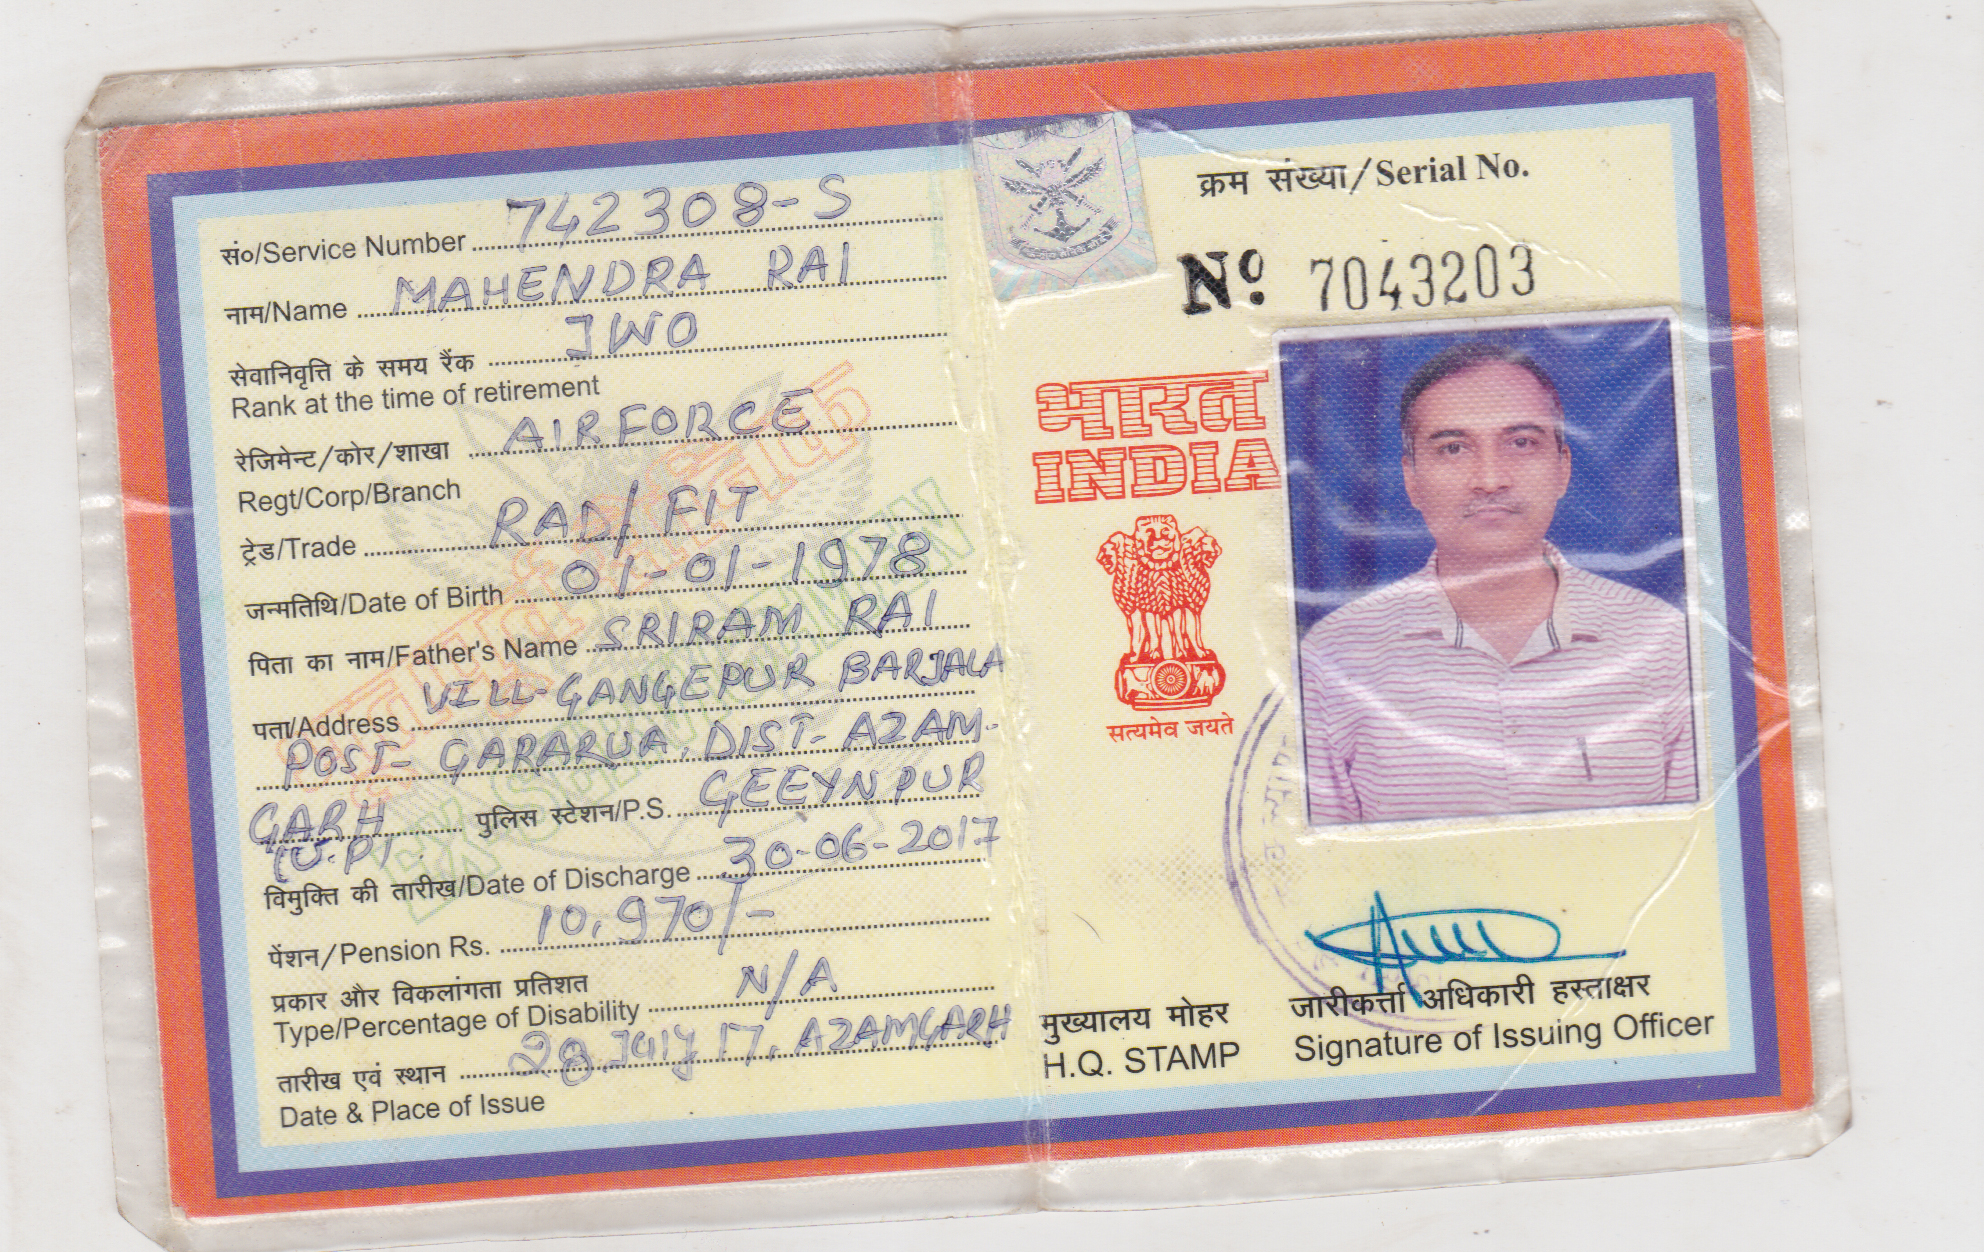 सं०/Service Number 742308-S
नाम/Name MAHENDRA RAI
सेवानिवृत्ति के समय रैंक JWO
Rank at the time of retirement
रेजिमेन्ट/कोर/शाखा AIRFORCE
Regt/Corp/Branch
ट्रेड/Trade RAD/FIT
जन्मतिथि/Date of Birth 01-01-1978
पिता का नाम/Father's Name SRIRAM RAI
पता/Address VILL-GANGEPUR BARJALA
POST- GARARUA, DIST- AZAM-
GARH पुलिस स्टेशन/P.S. GEEYNPUR
(U.P)
विमुक्ति की तारीख/Date of Discharge 30-06-2017
पेंशन/Pension Rs. 10,970/-
प्रकार और विकलांगता प्रतिशत
Type/Percentage of Disability N/A
तारीख एवं स्थान 28 July 17, AZAMGARH
Date & Place of Issue
भूतपूर्व सैनिक
EX SERVICEMEN
क्रम संख्या/Serial No.
No. 7043203
भारत
INDIA
सत्यमेव जयते
मुख्यालय मोहर
H.Q. STAMP
जारीकर्त्ता अधिकारी हस्ताक्षर
Signature of Issuing Officer